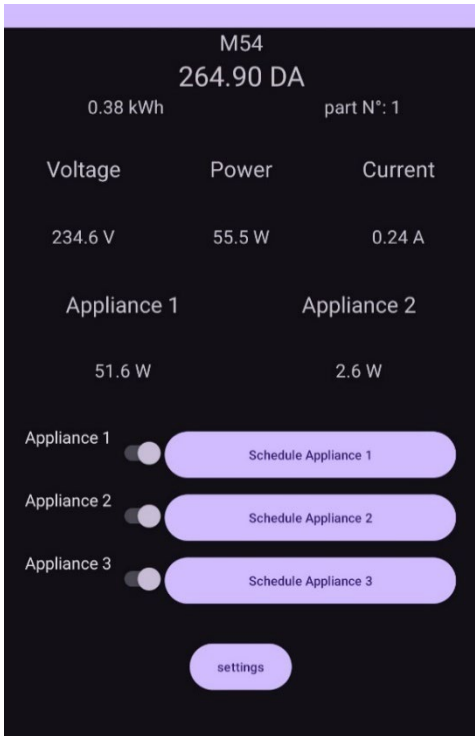 M54
264.90 DA
0.38 kWh part N°: 1
Voltage Power Current
234.6 V 55.5 W 0.24 A
Appliance 1 Appliance 2
51.6 W 2.6 W
Appliance 1 Schedule Appliance 1
Appliance 2 Schedule Appliance 2
Appliance 3 Schedule Appliance 3
settings